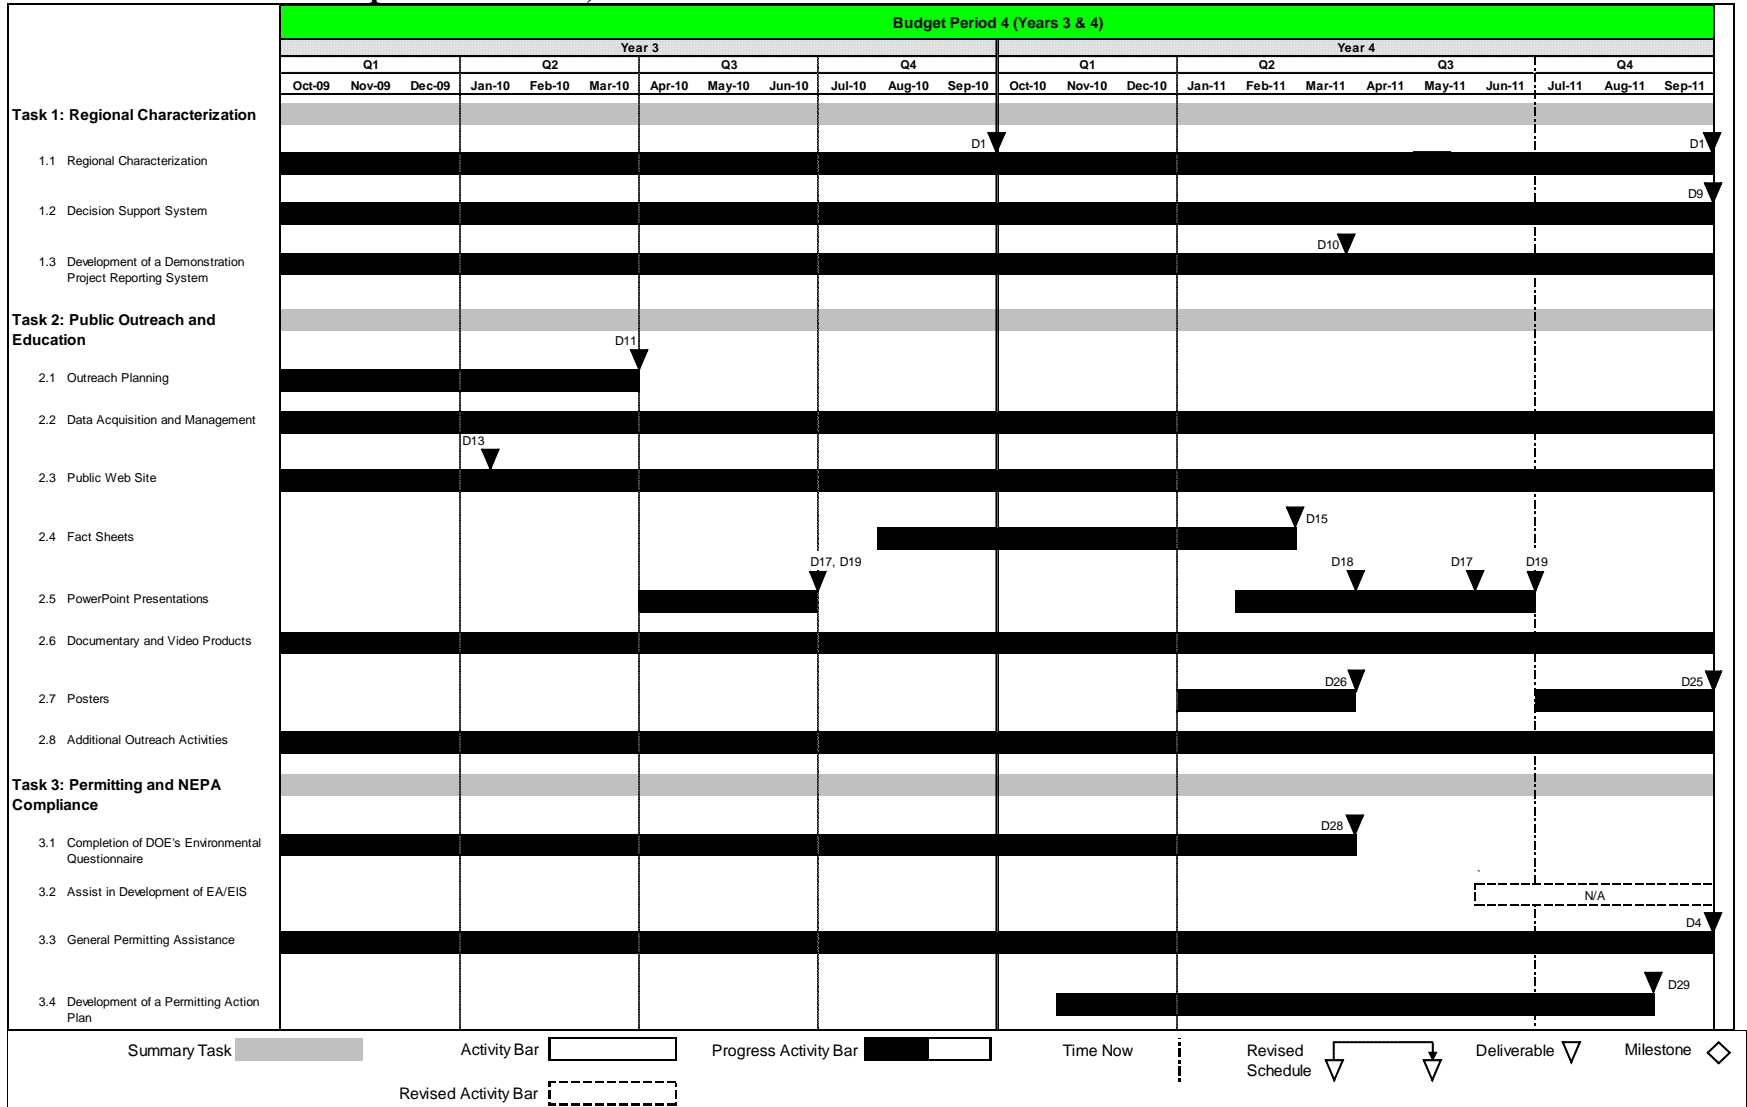 Budget Period 4 (Years 3 & 4)
Year 3 Year 4
Q1 Q2 Q3 Q4 Q1 Q2 Q3 Q4
Oct-09 Nov-09 Dec-09 Jan-10 Feb-10 Mar-10 Apr-10 May-10 Jun-10 Jul-10 Aug-10 Sep-10 Oct-10 Nov-10 Dec-10 Jan-11 Feb-11 Mar-11 Apr-11 May-11 Jun-11 Jul-11 Aug-11 Sep-11
Task 1: Regional Characterization
D1 D1
1.1 Regional Characterization
D9
1.2 Decision Support System
D10
1.3 Development of a Demonstration
Project Reporting System
Task 2: Public Outreach and
Education
D11
2.1 Outreach Planning
2.2 Data Acquisition and Management
D13
2.3 Public Web Site
D15
2.4 Fact Sheets
D17, D19 D18 D17 D19
2.5 PowerPoint Presentations
2.6 Documentary and Video Products
D26 D25
2.7 Posters
2.8 Additional Outreach Activities
Task 3: Permitting and NEPA
Compliance
D28
3.1 Completion of DOE's Environmental
Questionnaire
3.2 Assist in Development of EA/EIS N/A
D4
3.3 General Permitting Assistance
D29
3.4 Development of a Permitting Action
Plan
Summary Task Activity Bar Progress Activity Bar Time Now Revised Deliverable Milestone
Schedule
Revised Activity Bar